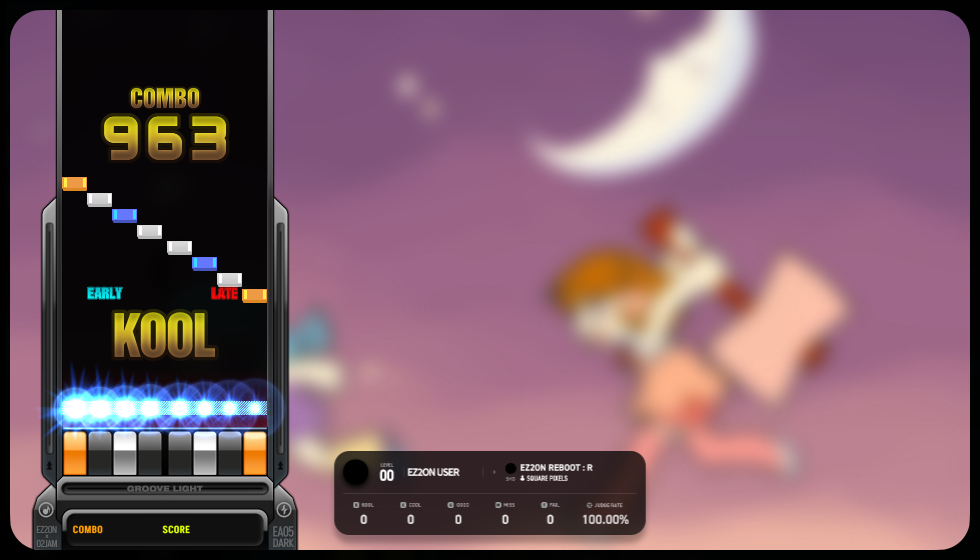 COMBO
963
EARLY LATE
KOOL
GROOVE LIGHT
COMBO SCORE
EZ2ON
X
O2JAM
EA05
DARK
LEVEL
00
EZ2ON USER
EZ2ON REBOOT : R
SQUARE PIXELS
KOOL COOL GOOD MISS FAIL JUDGE RATE
0 0 0 0 0 100.00%